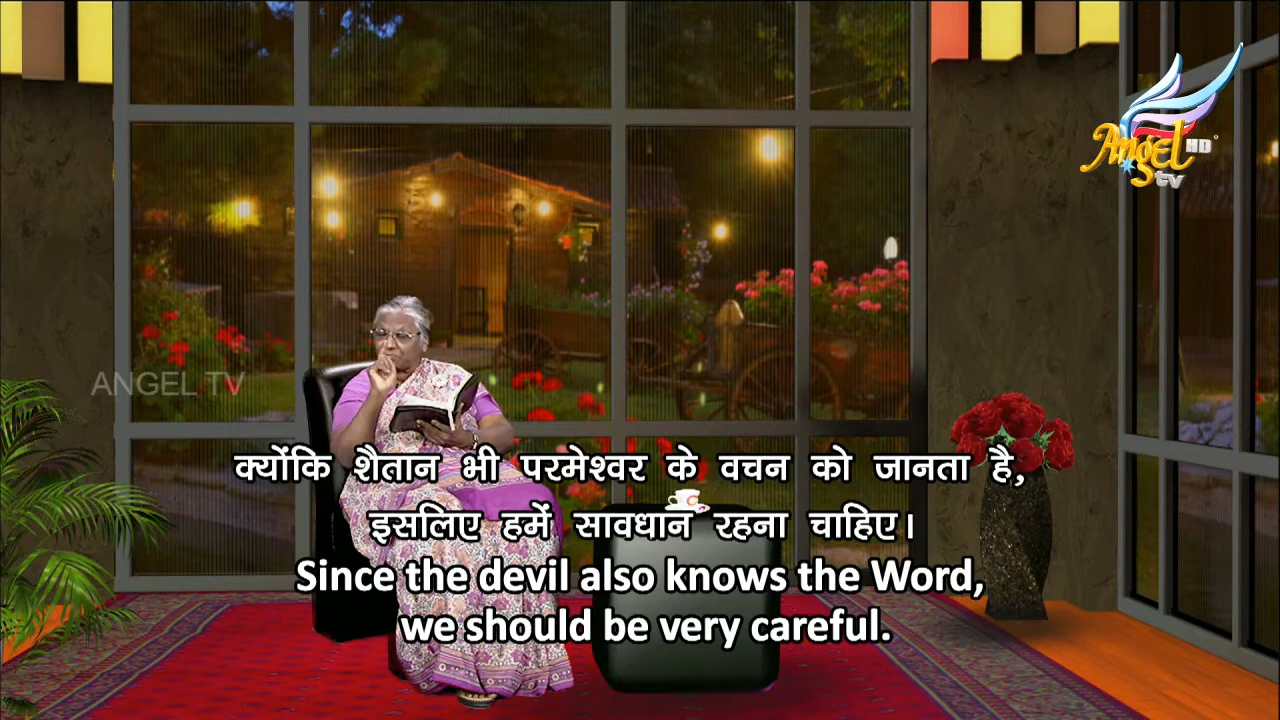 Angel HD
tv
ANGEL TV
क्योंकि शैतान भी परमेश्वर के वचन को जानता है,
इसलिए हमें सावधान रहना चाहिए।
Since the devil also knows the Word,
we should be very careful.